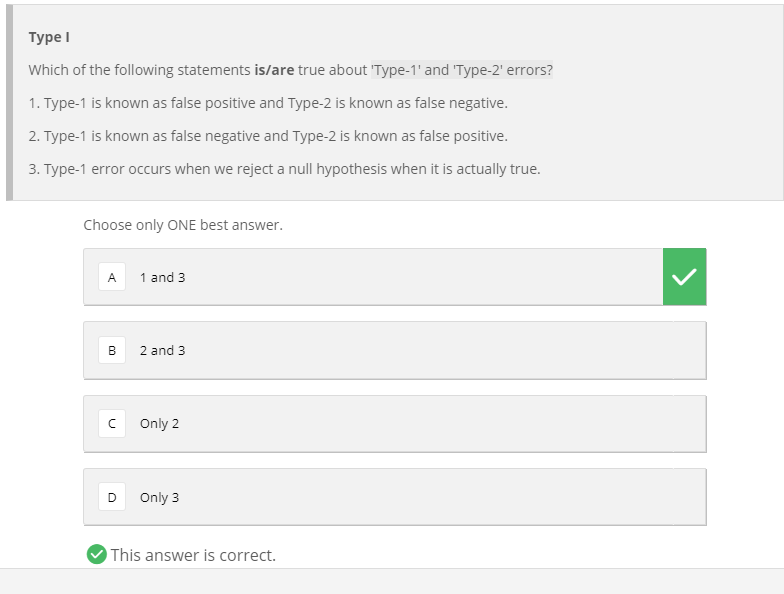 Type I
Which of the following statements is/are true about 'Type-1' and 'Type-2' errors?
1. Type-1 is known as false positive and Type-2 is known as false negative.
2. Type-1 is known as false negative and Type-2 is known as false positive.
3. Type-1 error occurs when we reject a null hypothesis when it is actually true.
Choose only ONE best answer.
A 1 and 3
B 2 and 3
C Only 2
D Only 3
This answer is correct.